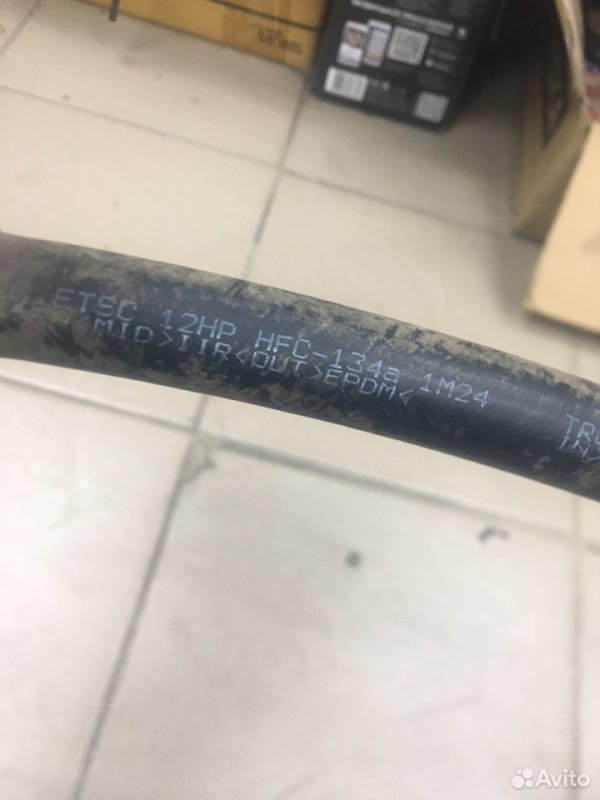 ETSC 12HP HFC-134a 1M24
MID>IIR<OUT>EPDM<
Avito